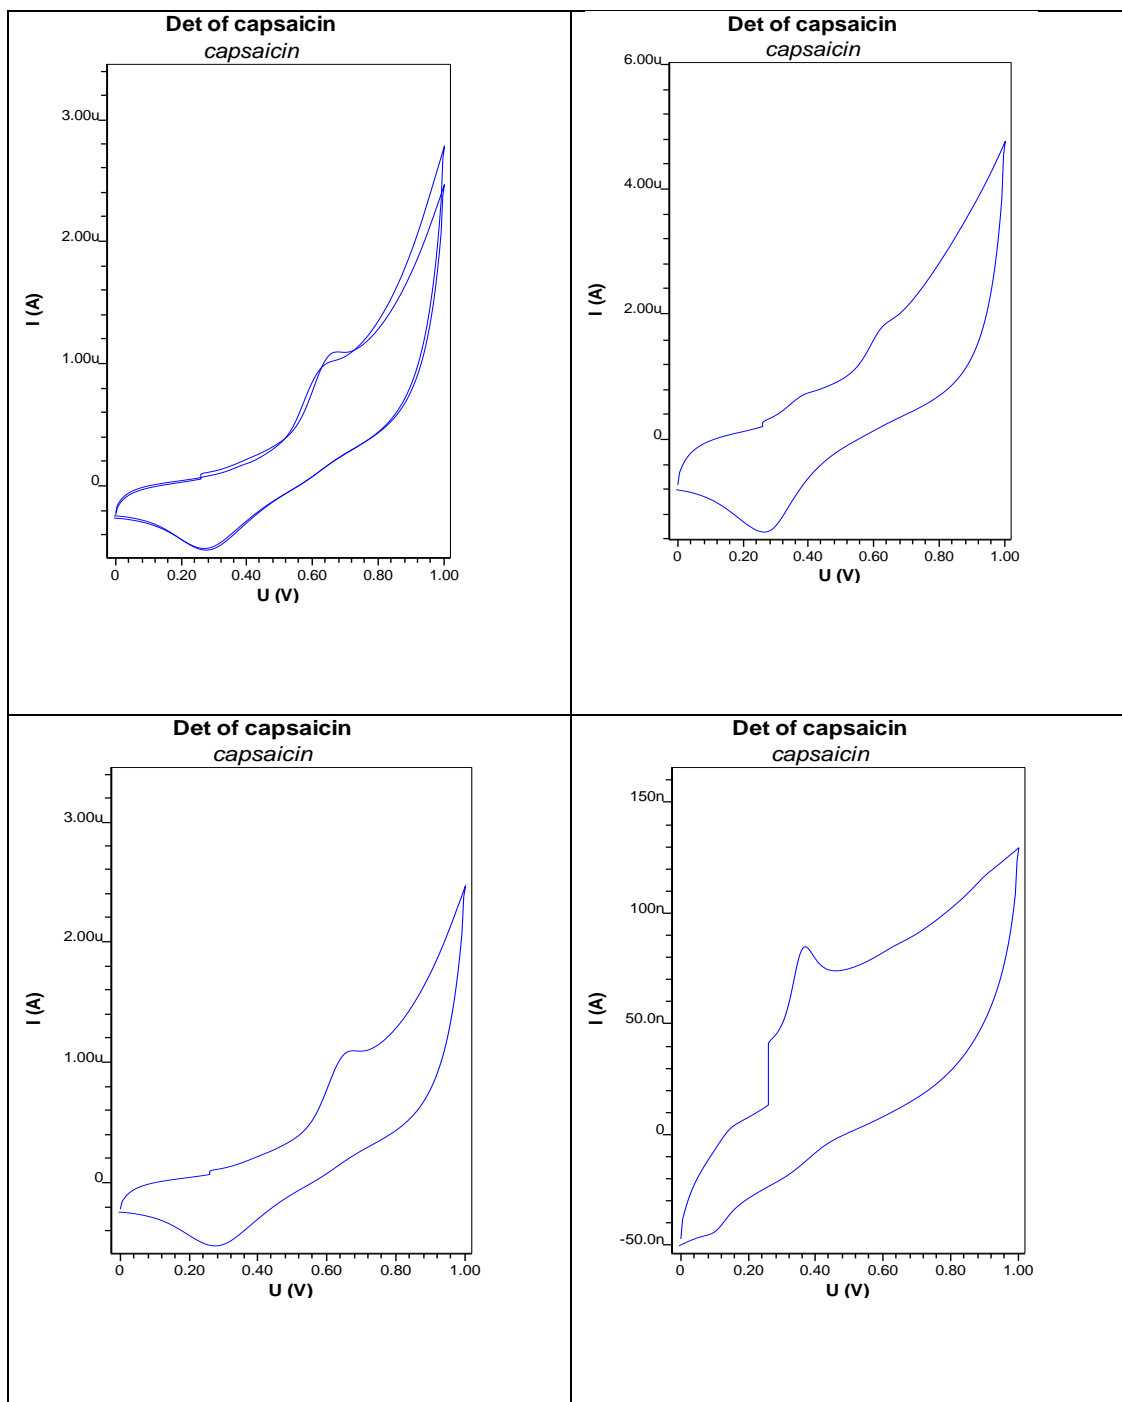 Det of capsaicin
capsaicin
3.00u
2.00u
1.00u
0
I (A)
0 0.20 0.40 0.60 0.80 1.00
U (V)
Det of capsaicin
capsaicin
6.00u
4.00u
2.00u
0
I (A)
0 0.20 0.40 0.60 0.80 1.00
U (V)
Det of capsaicin
capsaicin
3.00u
2.00u
1.00u
0
I (A)
0 0.20 0.40 0.60 0.80 1.00
U (V)
Det of capsaicin
capsaicin
150n
100n
50.0n
0
-50.0n
I (A)
0 0.20 0.40 0.60 0.80 1.00
U (V)